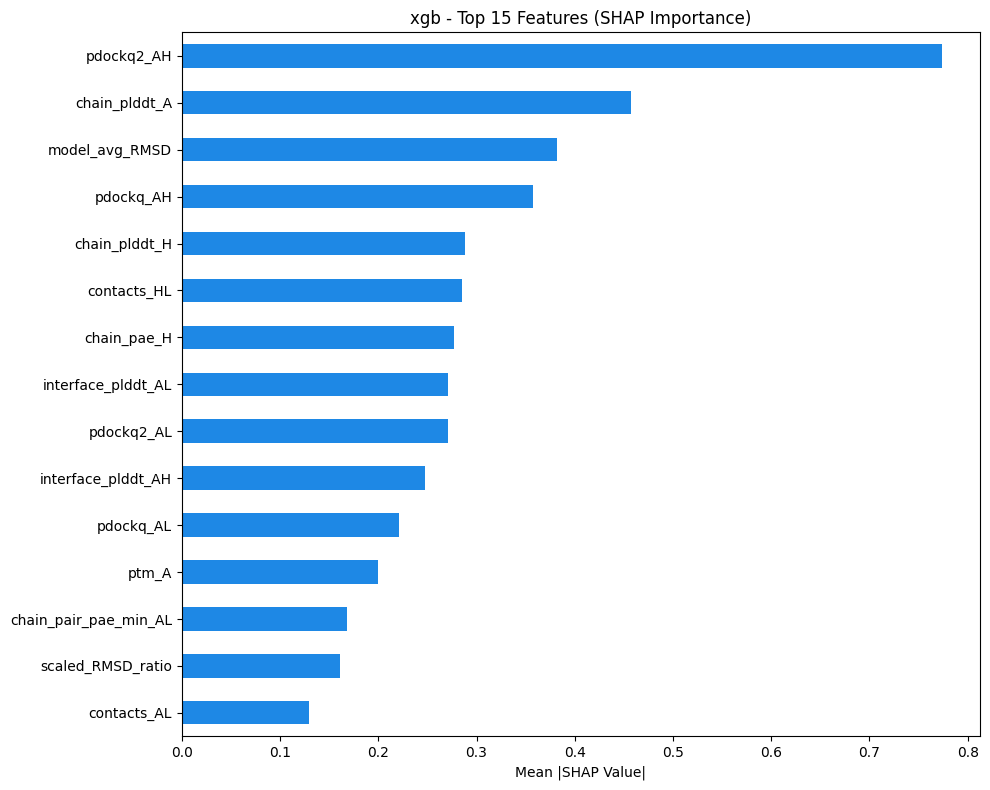 xgb - Top 15 Features (SHAP Importance)
pdockq2_AH
chain_plddt_A
model_avg_RMSD
pdockq_AH
chain_plddt_H
contacts_HL
chain_pae_H
interface_plddt_AL
pdockq2_AL
interface_plddt_AH
pdockq_AL
ptm_A
chain_pair_pae_min_AL
scaled_RMSD_ratio
contacts_AL
0.0 0.1 0.2 0.3 0.4 0.5 0.6 0.7 0.8
Mean |SHAP Value|